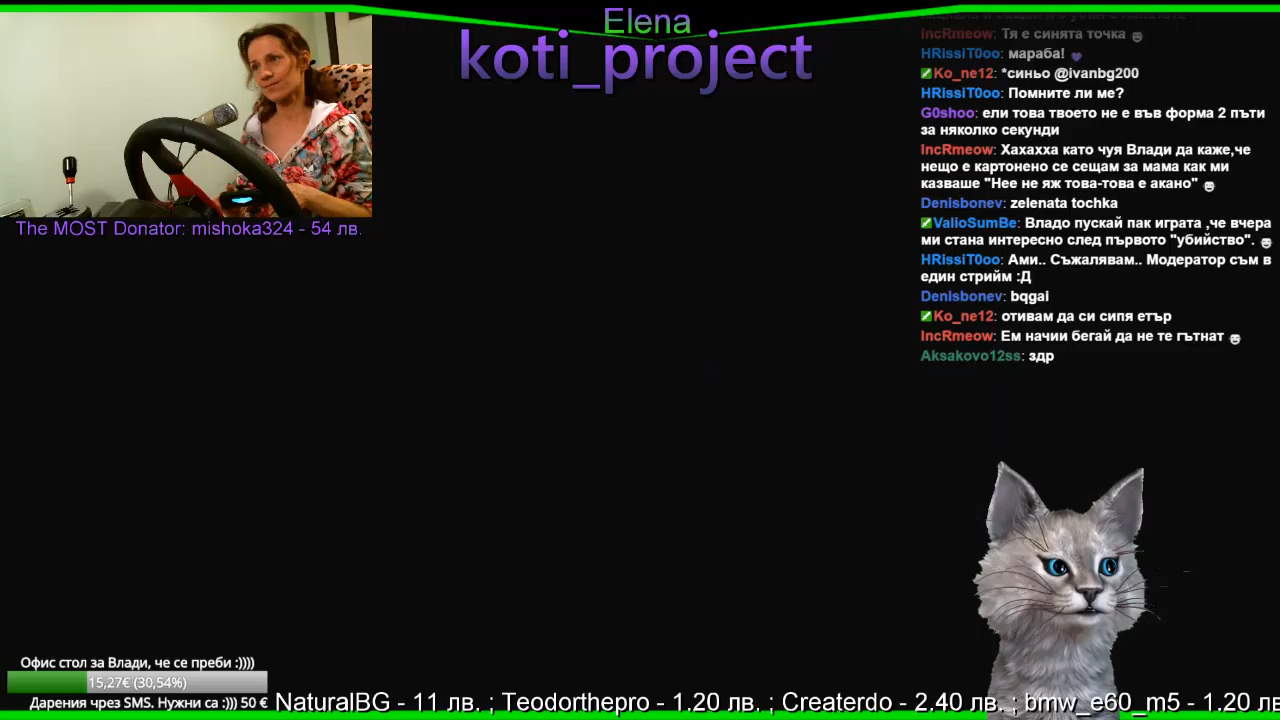 Elena
koti_project
The MOST Donator: mishoka324 - 54 лв.
IncRmeow: Тя е синята точка
HRissiT0oo: мараба!
Ko_ne12: *синьо @ivanbg200
HRissiT0oo: Помните ли ме?
G0shoo: ели това твоето не е във форма 2 пъти
за няколко секунди
IncRmeow: Хахахха като чуя Влади да каже,че
нещо е картонено се сещам за мама как ми
казваше "Нее не яж това-това е акано"
Denisbonev: zelenata tochka
ValioSumBe: Владо пускай пак играта ,че вчера
ми стана интересно след първото "убийство".
HRissiT0oo: Ами.. Съжалявам.. Модератор съм в
един стрийм :Д
Denisbonev: bqgai
Ko_ne12: отивам да си сипя етър
IncRmeow: Ем начии бегай да не те гътнат
Aksakovo12ss: здр
Офис стол за Влади, че се преби :))))
15,27€ (30,54%)
Дарения чрез SMS. Нужни са :))) 50 €
NaturalBG - 11 лв. ; Teodorthepro - 1.20 лв. ; Createrdo - 2.40 лв. ; bmw_e60_m5 - 1.20 лв